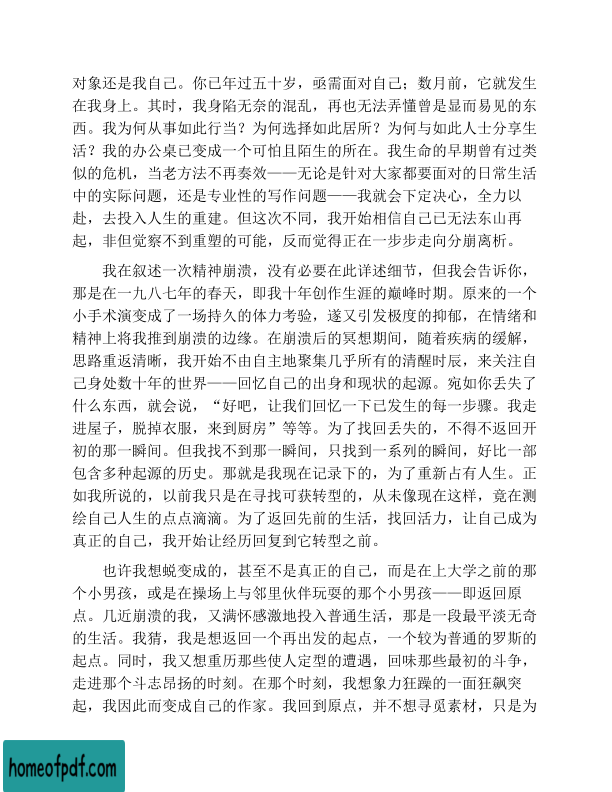 对象还是我自己。你已年过五十岁，亟需面对自己；数月前，它就发生
在我身上。其时，我身陷无奈的混乱，再也无法弄懂曾是显而易见的东
西。我为何从事如此行当？为何选择如此居所？为何与如此人士分享生
活？我的办公桌已变成一个可怕且陌生的所在。我生命的早期曾有过类
似的危机，当老方法不再奏效——无论是针对大家都要面对的日常生活
中的实际问题，还是专业性的写作问题——我就会下定决心，全力以
赴，去投入人生的重建。但这次不同，我开始相信自己已无法东山再
起，非但觉察不到重塑的可能，反而觉得正在一步步走向分崩离析。
我在叙述一次精神崩溃，没有必要在此详述细节，但我会告诉你，
那是在一九八七年的春天，即我十年创作生涯的巅峰时期。原来的一个
小手术演变成了一场持久的体力考验，遂又引发极度的抑郁，在情绪和
精神上将我推到崩溃的边缘。在崩溃后的冥想期间，随着疾病的缓解，
思路重返清晰，我开始不由自主地聚集几乎所有的清醒时辰，来关注自
己身处数十年的世界——回忆自己的出身和现状的起源。宛如你丢失了
什么东西，就会说，“好吧，让我们回忆一下已发生的每一步骤。我走
进屋子，脱掉衣服，来到厨房”等等。为了找回丢失的，不得不返回开
初的那一瞬间。但我找不到那一瞬间，只找到一系列的瞬间，好比一部
包含多种起源的历史。那就是我现在记录下的，为了重新占有人生。正
如我所说的，以前我只是在寻找可获转型的，从未像现在这样，竟在测
绘自己人生的点点滴滴。为了返回先前的生活，找回活力，让自己成为
真正的自己，我开始让经历回复到它转型之前。
也许我想蜕变成的，甚至不是真正的自己，而是在上大学之前的那
个小男孩，或是在操场上与邻里伙伴玩耍的那个小男孩——即返回原
点。几近崩溃的我，又满怀感激地投入普通生活，那是一段最平淡无奇
的生活。我猜，我是想返回一个再出发的起点，一个较为普通的罗斯的
起点。同时，我又想重历那些使人定型的遭遇，回味那些最初的斗争，
走进那个斗志昂扬的时刻。在那个时刻，我想象力狂躁的一面狂飙突
起，我因此而变成自己的作家。我回到原点，并不想寻觅素材，只是为
homeofpdf.com